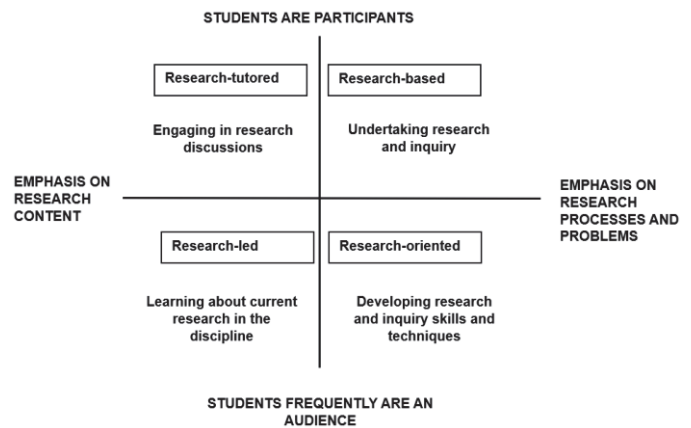 STUDENTS ARE PARTICIPANTS
Research-tutored
Research-based
Engaging in research
discussions
Undertaking research
and inquiry
EMPHASIS ON
RESEARCH
CONTENT
EMPHASIS ON
RESEARCH
PROCESSES AND
PROBLEMS
Research-led
Research-oriented
Learning about current
research in the
discipline
Developing research
and inquiry skills and
techniques
STUDENTS FREQUENTLY ARE AN
AUDIENCE